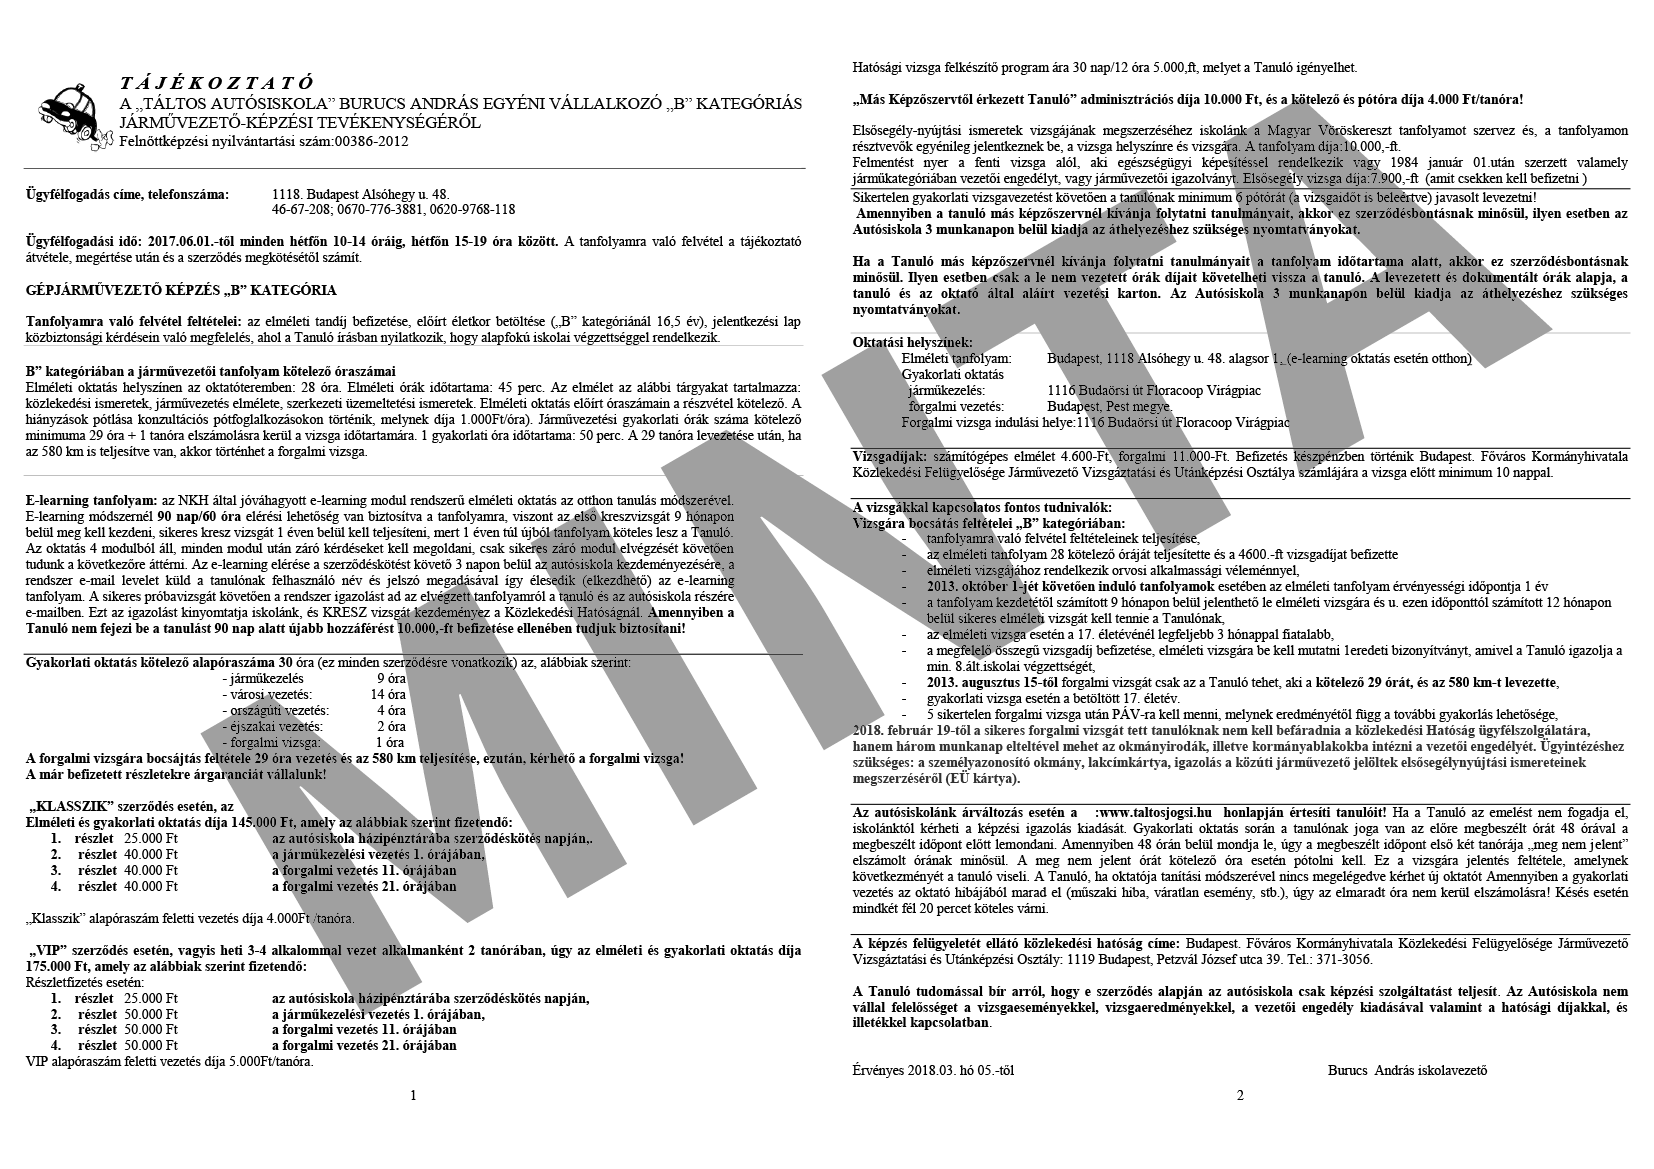 T Á J É K O Z T A T Ó
A „TÁLTOS AUTÓSISKOLA” BURUCS ANDRÁS EGYÉNI VÁLLALKOZÓ „B” KATEGÓRIÁS
JÁRMŰVEZETŐ-KÉPZÉSI TEVÉKENYSÉGÉRŐL
Felnőttképzési nyilvántartási szám:00386-2012
Ügyfélfogadás címe, telefonszáma: 1118. Budapest Alsóhegy u. 48.
46-67-208; 0670-776-3881, 0620-9768-118
Ügyfélfogadási idő: 2017.06.01.-től minden hétfőn 10-14 óráig, hétfőn 15-19 óra között. A tanfolyamra való felvétel a tájékoztató
átvétele, megértése után és a szerződés megkötésétől számít.
GÉPJÁRMŰVEZETŐ KÉPZÉS „B” KATEGÓRIA
Tanfolyamra való felvétel feltételei: az elméleti tandíj befizetése, előírt életkor betöltése („B” kategóriánál 16,5 év), jelentkezési lap
közbiztonsági kérdésein való megfelelés, ahol a Tanuló írásban nyilatkozik, hogy alapfokú iskolai végzettséggel rendelkezik.
B” kategóriában a járművezetői tanfolyam kötelező óraszámai
Elméleti oktatás helyszínen az oktatóteremben: 28 óra. Elméleti órák időtartama: 45 perc. Az elmélet az alábbi tárgyakat tartalmazza:
közlekedési ismeretek, járművezetés elmélete, szerkezeti üzemeltetési ismeretek. Elméleti oktatás előírt óraszámain a részvétel kötelező. A
hiányzások pótlása konzultációs pótfoglalkozásokon történik, melynek díja 1.000Ft/óra). Járművezetési gyakorlati órák száma kötelező
minimuma 29 óra + 1 tanóra elszámolásra kerül a vizsga időtartamára. 1 gyakorlati óra időtartama: 50 perc. A 29 tanóra levezetése után, ha
az 580 km is teljesítve van, akkor történhet a forgalmi vizsga.
E-learning tanfolyam: az NKH által jóváhagyott e-learning modul rendszerű elméleti oktatás az otthon tanulás módszerével.
E-learning módszernél 90 nap/60 óra elérési lehetőség van biztosítva a tanfolyamra, viszont az első kreszvizsgát 9 hónapon
belül meg kell kezdeni, sikeres kresz vizsgát 1 éven belül kell teljesíteni, mert 1 éven túl újból tanfolyam köteles lesz a Tanuló.
Az oktatás 4 modulból áll, minden modul után záró kérdéseket kell megoldani, csak sikeres záró modul elvégzését követően
tudunk a következőre áttérni. Az e-learning elérése a szerződéskötést követő 3 napon belül az autósiskola kezdeményezésére, a
rendszer e-mail levelet küld a tanulónak felhasználó név és jelszó megadásával így élesedik (elkezdhető) az e-learning
tanfolyam. A sikeres próbavizsgát követően a rendszer igazolást ad az elvégzett tanfolyamról a tanuló és az autósiskola részére
e-mailben. Ezt az igazolást kinyomtatja iskolánk, és KRESZ vizsgát kezdeményez a Közlekedési Hatóságnál. Amennyiben a
Tanuló nem fejezi be a tanulást 90 nap alatt újabb hozzáférést 10.000,-ft befizetése ellenében tudjuk biztosítani!
Gyakorlati oktatás kötelező alapóraszáma 30 óra (ez minden szerződésre vonatkozik) az, alábbiak szerint:
- járműkezelés 9 óra
- városi vezetés: 14 óra
- országúti vezetés: 4 óra
- éjszakai vezetés: 2 óra
- forgalmi vizsga: 1 óra
A forgalmi vizsgára bocsájtás feltétele 29 óra vezetés és az 580 km teljesítése, ezután, kérhető a forgalmi vizsga!
A már befizetett részletekre árgaranciát vállalunk!
„KLASSZIK” szerződés esetén, az
Elméleti és gyakorlati oktatás díja 145.000 Ft, amely az alábbiak szerint fizetendő:
1. részlet 25.000 Ft az autósiskola házipénztárába szerződéskötés napján,.
2. részlet 40.000 Ft a járműkezelési vezetés 1. órájában,
3. részlet 40.000 Ft a forgalmi vezetés 11. órájában
4. részlet 40.000 Ft a forgalmi vezetés 21. órájában
„Klasszik” alapóraszám feletti vezetés díja 4.000Ft /tanóra.
„VIP” szerződés esetén, vagyis heti 3-4 alkalommal vezet alkalmanként 2 tanórában, úgy az elméleti és gyakorlati oktatás díja
175.000 Ft, amely az alábbiak szerint fizetendő:
Részletfizetés esetén:
1. részlet 25.000 Ft az autósiskola házipénztárába szerződéskötés napján,
2. részlet 50.000 Ft a járműkezelési vezetés 1. órájában,
3. részlet 50.000 Ft a forgalmi vezetés 11. órájában
4. részlet 50.000 Ft a forgalmi vezetés 21. órájában
VIP alapóraszám feletti vezetés díja 5.000Ft/tanóra.
1
Hatósági vizsga felkészítő program ára 30 nap/12 óra 5.000,ft, melyet a Tanuló igényelhet.
„Más Képzőszervtől érkezett Tanuló” adminisztrációs díja 10.000 Ft, és a kötelező és pótóra díja 4.000 Ft/tanóra!
Elsősegély-nyújtási ismeretek vizsgájának megszerzéséhez iskolánk a Magyar Vöröskereszt tanfolyamot szervez és, a tanfolyamon
résztvevők egyénileg jelentkeznek be, a vizsga helyszínre és vizsgára. A tanfolyam díja:10,000,-ft.
Felmentést nyer a fenti vizsga alól, aki egészségügyi képesítéssel rendelkezik vagy 1984 január 01.után szerzett valamely
járműkategóriában vezetői engedélyt, vagy járművezetői igazolványt. Elsősegély vizsga díja:7.900,-ft (amit csekken kell befizetni )
Sikertelen gyakorlati vizsgavezetést követően a tanulónak minimum 6 pótórát (a vizsgaidőt is beleértve) javasolt levezetni!
Amennyiben a tanuló más képzőszervnél kívánja folytatni tanulmányait, akkor ez szerződésbontásnak minősül, ilyen esetben az
Autósiskola 3 munkanapon belül kiadja az áthelyezéshez szükséges nyomtatványokat.
Ha a Tanuló más képzőszervnél kívánja folytatni tanulmányait a tanfolyam időtartama alatt, akkor ez szerződésbontásnak
minősül. Ilyen esetben csak a le nem vezetett órák díjait követelheti vissza a tanuló. A levezetett és dokumentált órák alapja, a
tanuló és az oktató által aláírt vezetési karton. Az Autósiskola 3 munkanapon belül kiadja az áthelyezéshez szükséges
nyomtatványokat.
Oktatási helyszínek:
Elméleti tanfolyam: Budapest, 1118 Alsóhegy u. 48. alagsor 1, (e-learning oktatás esetén otthon)
Gyakorlati oktatás
járműkezelés: 1116 Budaörsi út Floracoop Virágpiac
forgalmi vezetés: Budapest, Pest megye.
Forgalmi vizsga indulási helye:1116 Budaörsi út Floracoop Virágpiac
Vizsgadíjak: számítógépes elmélet 4.600-Ft, forgalmi 11.000-Ft. Befizetés készpénzben történik Budapest. Főváros Kormányhivatala
Közlekedési Felügyelősége Járművezető Vizsgáztatási és Utánképzési Osztálya számlájára a vizsga előtt minimum 10 nappal.
A vizsgákkal kapcsolatos fontos tudnivalók:
Vizsgára bocsátás feltételei „B” kategóriában:
- tanfolyamra való felvétel feltételeinek teljesítése,
- az elméleti tanfolyam 28 kötelező óráját teljesítette és a 4600.-ft vizsgadíjat befizette
- elméleti vizsgájához rendelkezik orvosi alkalmassági véleménnyel,
- 2013. október 1-jét követően induló tanfolyamok esetében az elméleti tanfolyam érvényességi időpontja 1 év
- a tanfolyam kezdetétől számított 9 hónapon belül jelenthető le elméleti vizsgára és u. ezen időponttól számított 12 hónapon
belül sikeres elméleti vizsgát kell tennie a Tanulónak,
- az elméleti vizsga esetén a 17. életévénél legfeljebb 3 hónappal fiatalabb,
- a megfelelő összegű vizsgadíj befizetése, elméleti vizsgára be kell mutatni 1eredeti bizonyítványt, amivel a Tanuló igazolja a
min. 8.ált.iskolai végzettségét,
- 2013. augusztus 15-től forgalmi vizsgát csak az a Tanuló tehet, aki a kötelező 29 órát, és az 580 km-t levezette,
- gyakorlati vizsga esetén a betöltött 17. életév.
- 5 sikertelen forgalmi vizsga után PÁV-ra kell menni, melynek eredményétől függ a további gyakorlás lehetősége,
2018. február 19-től a sikeres forgalmi vizsgát tett tanulóknak nem kell befáradnia a közlekedési Hatóság ügyfélszolgálatára,
hanem három munkanap elteltével mehet az okmányirodák, illetve kormányablakokba intézni a vezetői engedélyét. Ügyintézéshez
szükséges: a személyazonosító okmány, lakcímkártya, igazolás a közúti járművezető jelöltek elsősegélynyújtási ismereteinek
megszerzéséről (EÜ kártya).
Az autósiskolánk árváltozás esetén a :www.taltosjogsi.hu honlapján értesíti tanulóit! Ha a Tanuló az emelést nem fogadja el,
iskolánktól kérheti a képzési igazolás kiadását. Gyakorlati oktatás során a tanulónak joga van az előre megbeszélt órát 48 órával a
megbeszélt időpont előtt lemondani. Amennyiben 48 órán belül mondja le, úgy a megbeszélt időpont első két tanórája „meg nem jelent”
elszámolt órának minősül. A meg nem jelent órát kötelező óra esetén pótolni kell. Ez a vizsgára jelentés feltétele, amelynek
következményét a tanuló viseli. A Tanuló, ha oktatója tanítási módszerével nincs megelégedve kérhet új oktatót Amennyiben a gyakorlati
vezetés az oktató hibájából marad el (műszaki hiba, váratlan esemény, stb.), úgy az elmaradt óra nem kerül elszámolásra! Késés esetén
mindkét fél 20 percet köteles várni.
A képzés felügyeletét ellátó közlekedési hatóság címe: Budapest. Főváros Kormányhivatala Közlekedési Felügyelősége Járművezető
Vizsgáztatási és Utánképzési Osztály: 1119 Budapest, Petzvál József utca 39. Tel.: 371-3056.
A Tanuló tudomással bír arról, hogy e szerződés alapján az autósiskola csak képzési szolgáltatást teljesít. Az Autósiskola nem
vállal felelősséget a vizsgaeseményekkel, vizsgaeredményekkel, a vezetői engedély kiadásával valamint a hatósági díjakkal, és
illetékkel kapcsolatban.
Érvényes 2018.03. hó 05.-től Burucs András iskolavezető
2
MINTA